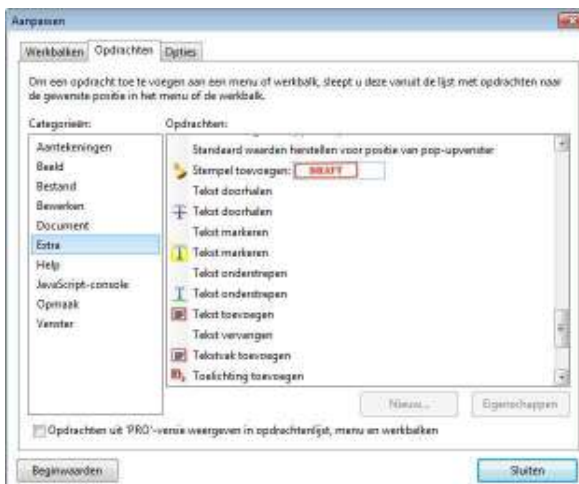 Aanpassen
Werkbalken Opdrachten Opties
Om een opdracht toe te voegen aan een menu of werkbalk, sleept u deze vanuit de lijst met opdrachten naar
de gewenste positie in het menu of de werkbalk.
Categorieën: Opdrachten:
Aantekeningen
Beeld
Bestand
Bewerken
Document
Extra
Help
JavaScript-console
Opmaak
Venster
Standaard waarden herstellen voor positie van pop-upvenster
Stempel toevoegen: DRAFT
Tekst doorhalen
Tekst doorhalen
Tekst markeren
Tekst markeren
Tekst onderstrepen
Tekst onderstrepen
Tekst toevoegen
Tekst vervangen
Tekstvak toevoegen
Toelichting toevoegen
Nieuw... Eigenschappen
Opdrachten uit 'PRO'-versie weergeven in opdrachtenlijst, menu en werkbalken
Beginwaarden Sluiten